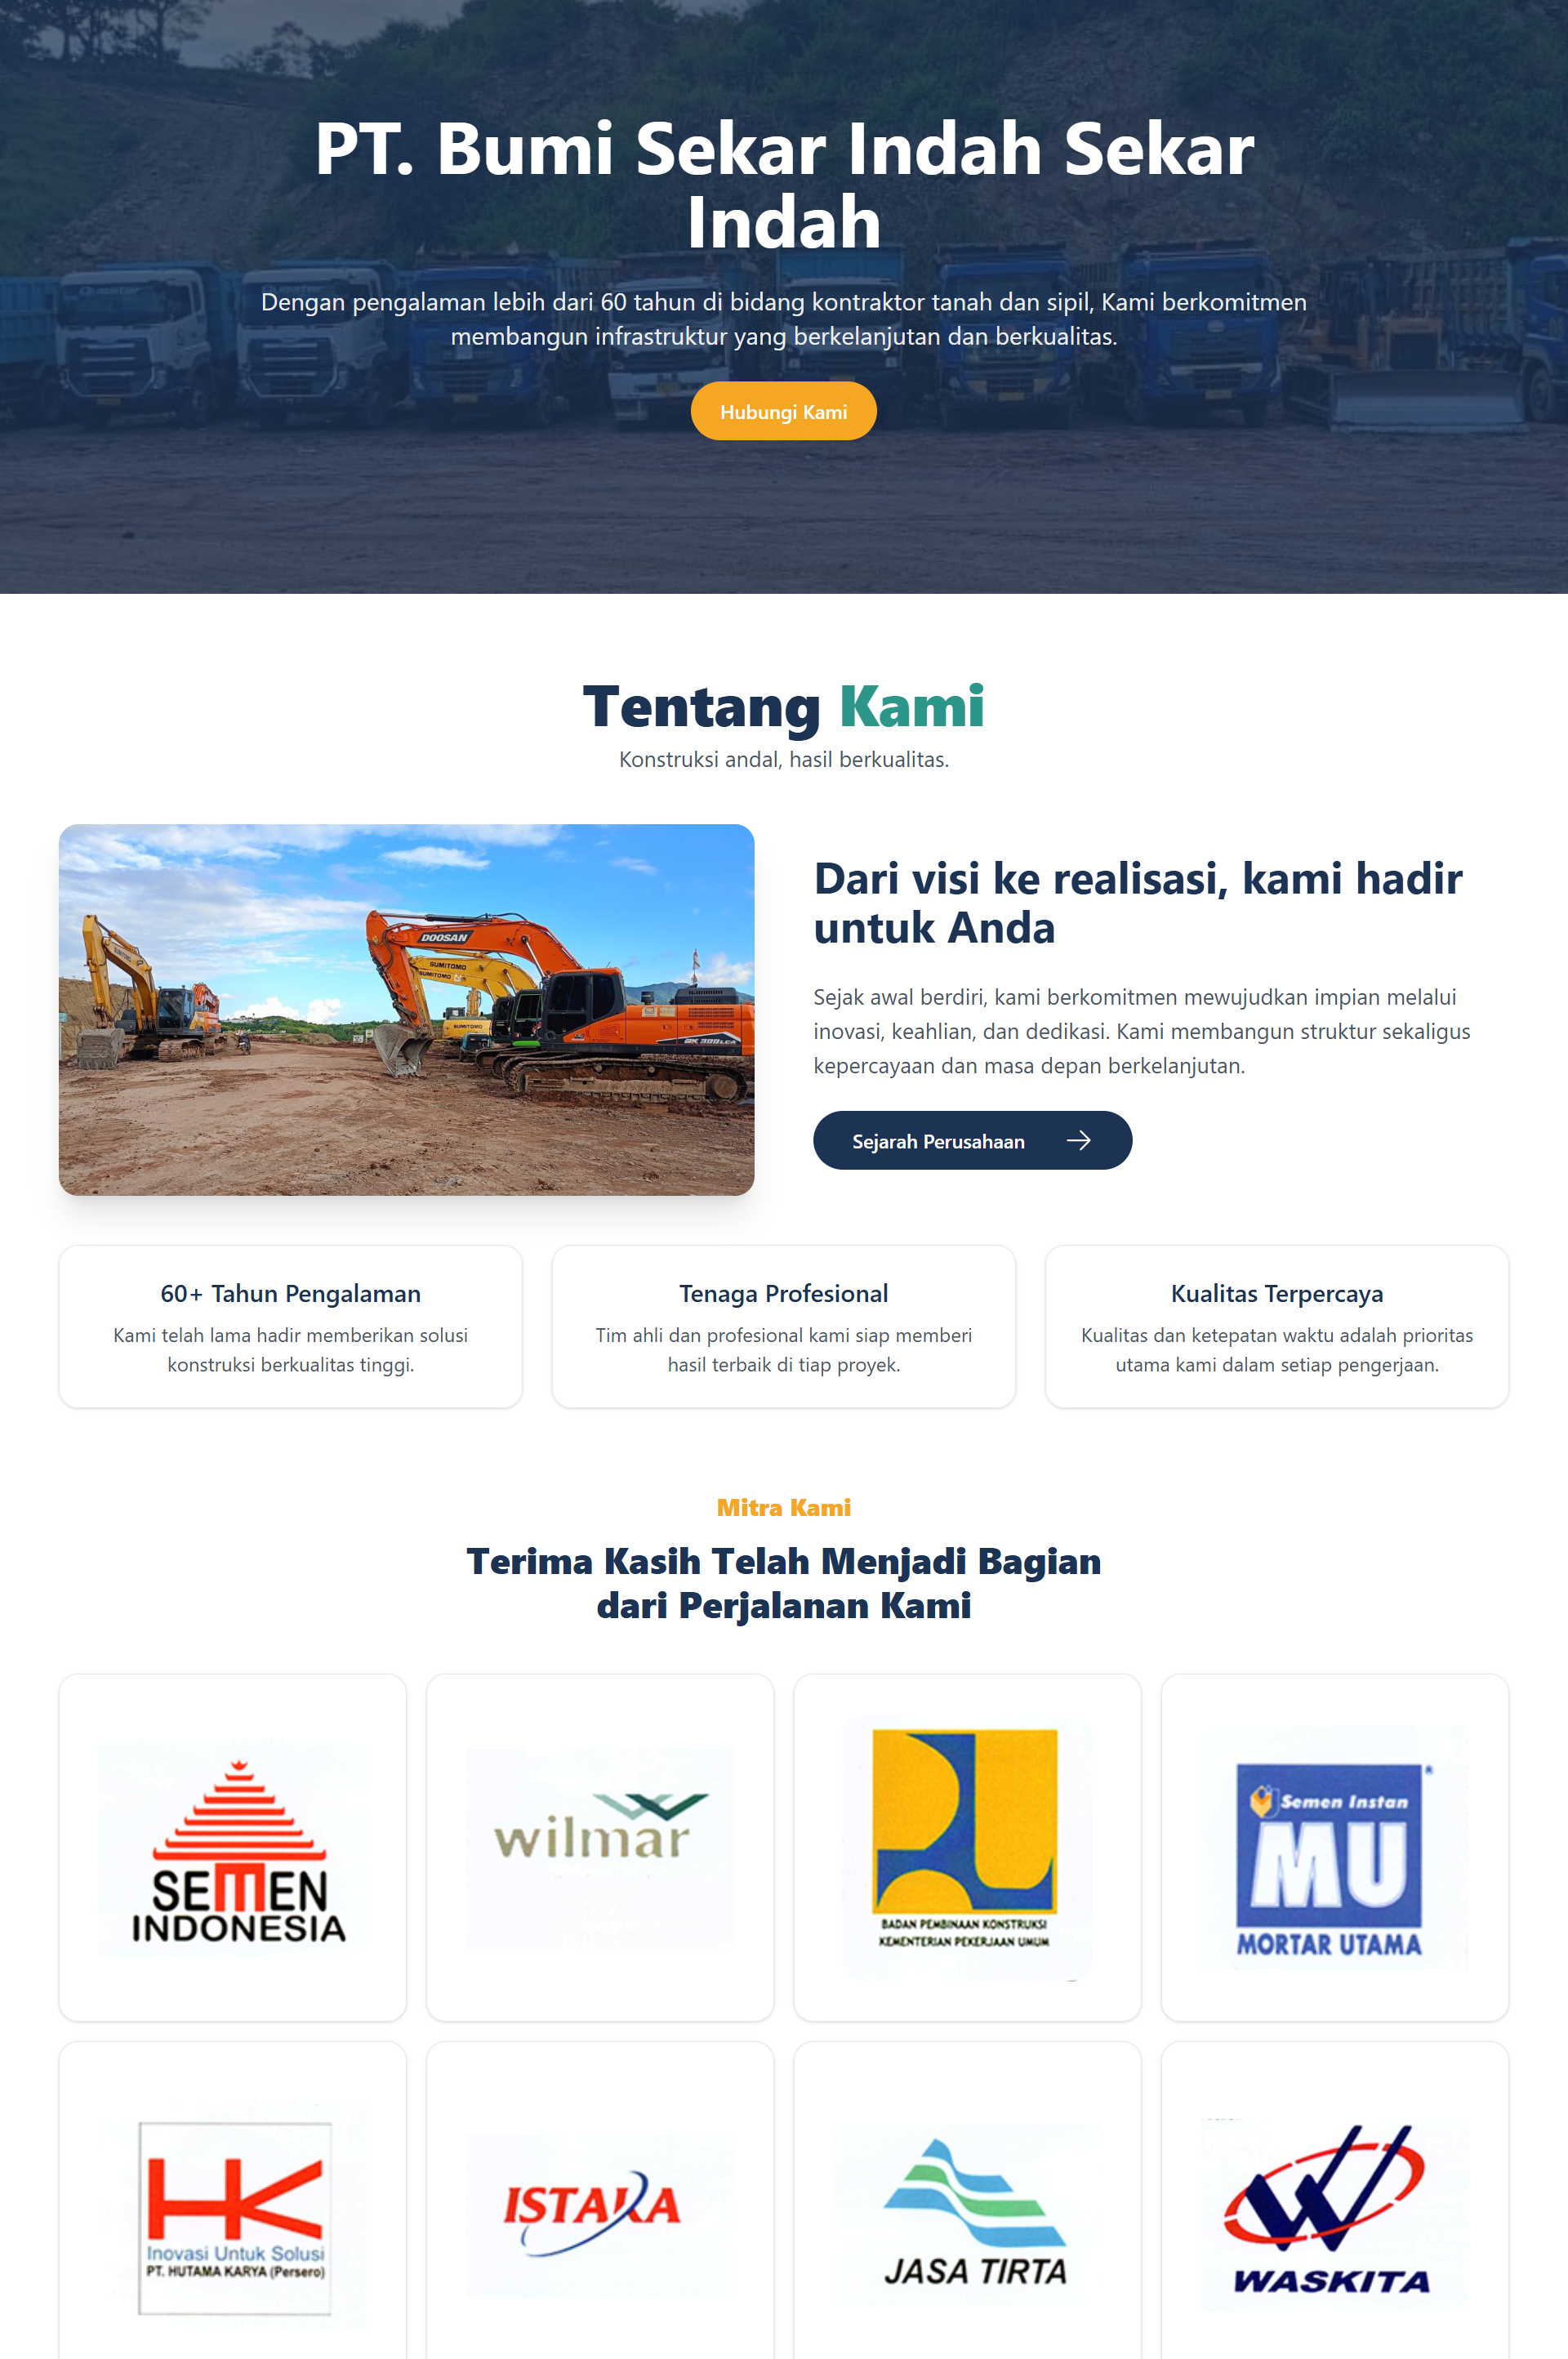 PT. Bumi Sekar Indah Sekar
Indah
Dengan pengalaman lebih dari 60 tahun di bidang kontraktor tanah dan sipil, Kami berkomitmen
membangun infrastruktur yang berkelanjutan dan berkualitas.
Hubungi Kami
Tentang Kami
Konstruksi andal, hasil berkualitas.
DOOSAN
SUMITOMO
SUMITOMO
SUMITOMO
Dari visi ke realisasi, kami hadir
untuk Anda
Sejak awal berdiri, kami berkomitmen mewujudkan impian melalui
inovasi, keahlian, dan dedikasi. Kami membangun struktur sekaligus
kepercayaan dan masa depan berkelanjutan.
Sejarah Perusahaan
60+ Tahun Pengalaman
Kami telah lama hadir memberikan solusi
konstruksi berkualitas tinggi.
Tenaga Profesional
Tim ahli dan profesional kami siap memberi
hasil terbaik di tiap proyek.
Kualitas Terpercaya
Kualitas dan ketepatan waktu adalah prioritas
utama kami dalam setiap pengerjaan.
Mitra Kami
Terima Kasih Telah Menjadi Bagian
dari Perjalanan Kami
SEMEN
INDONESIA
wilmar
BADAN PEMBINAAN KONSTRUKSI
KEMENTERIAN PEKERJAAN UMUM
Semen Instan
MU
MORTAR UTAMA
HK
Inovasi Untuk Solusi
PT. HUTAMA KARYA (Persero)
ISTAKA
JASA TIRTA
WASKITA